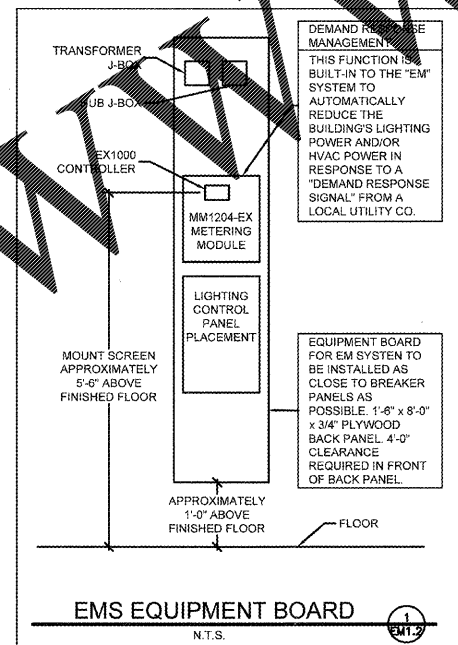 TRANSFORMER
J-BOX
SUB J-BOX
EX1000
CONTROLLER
MM1204-EX
METERING
MODULE
LIGHTING
CONTROL
PANEL
PLACEMENT
MOUNT SCREEN
APPROXIMATELY
5'-6" ABOVE
FINISHED FLOOR
APPROXIMATELY
1'-0" ABOVE
FINISHED FLOOR
FLOOR
DEMAND RESPONSE
MANAGEMENT
THIS FUNCTION IS
BUILT-IN TO THE "EM"
SYSTEM TO
AUTOMATICALLY
REDUCE THE
BUILDING'S LIGHTING
POWER AND/OR
HVAC POWER IN
RESPONSE TO A
"DEMAND RESPONSE
SIGNAL" FROM A
LOCAL UTILITY CO.
EQUIPMENT BOARD
FOR EM SYSTEN TO
BE INSTALLED AS
CLOSE TO BREAKER
PANELS AS
POSSIBLE. 1'-6" x 8'-0"
x 3/4" PLYWOOD
BACK PANEL. 4'-0"
CLEARANCE
REQUIRED IN FRONT
OF BACK PANEL.
EMS EQUIPMENT BOARD
N.T.S.
1
EM1.2
WWW